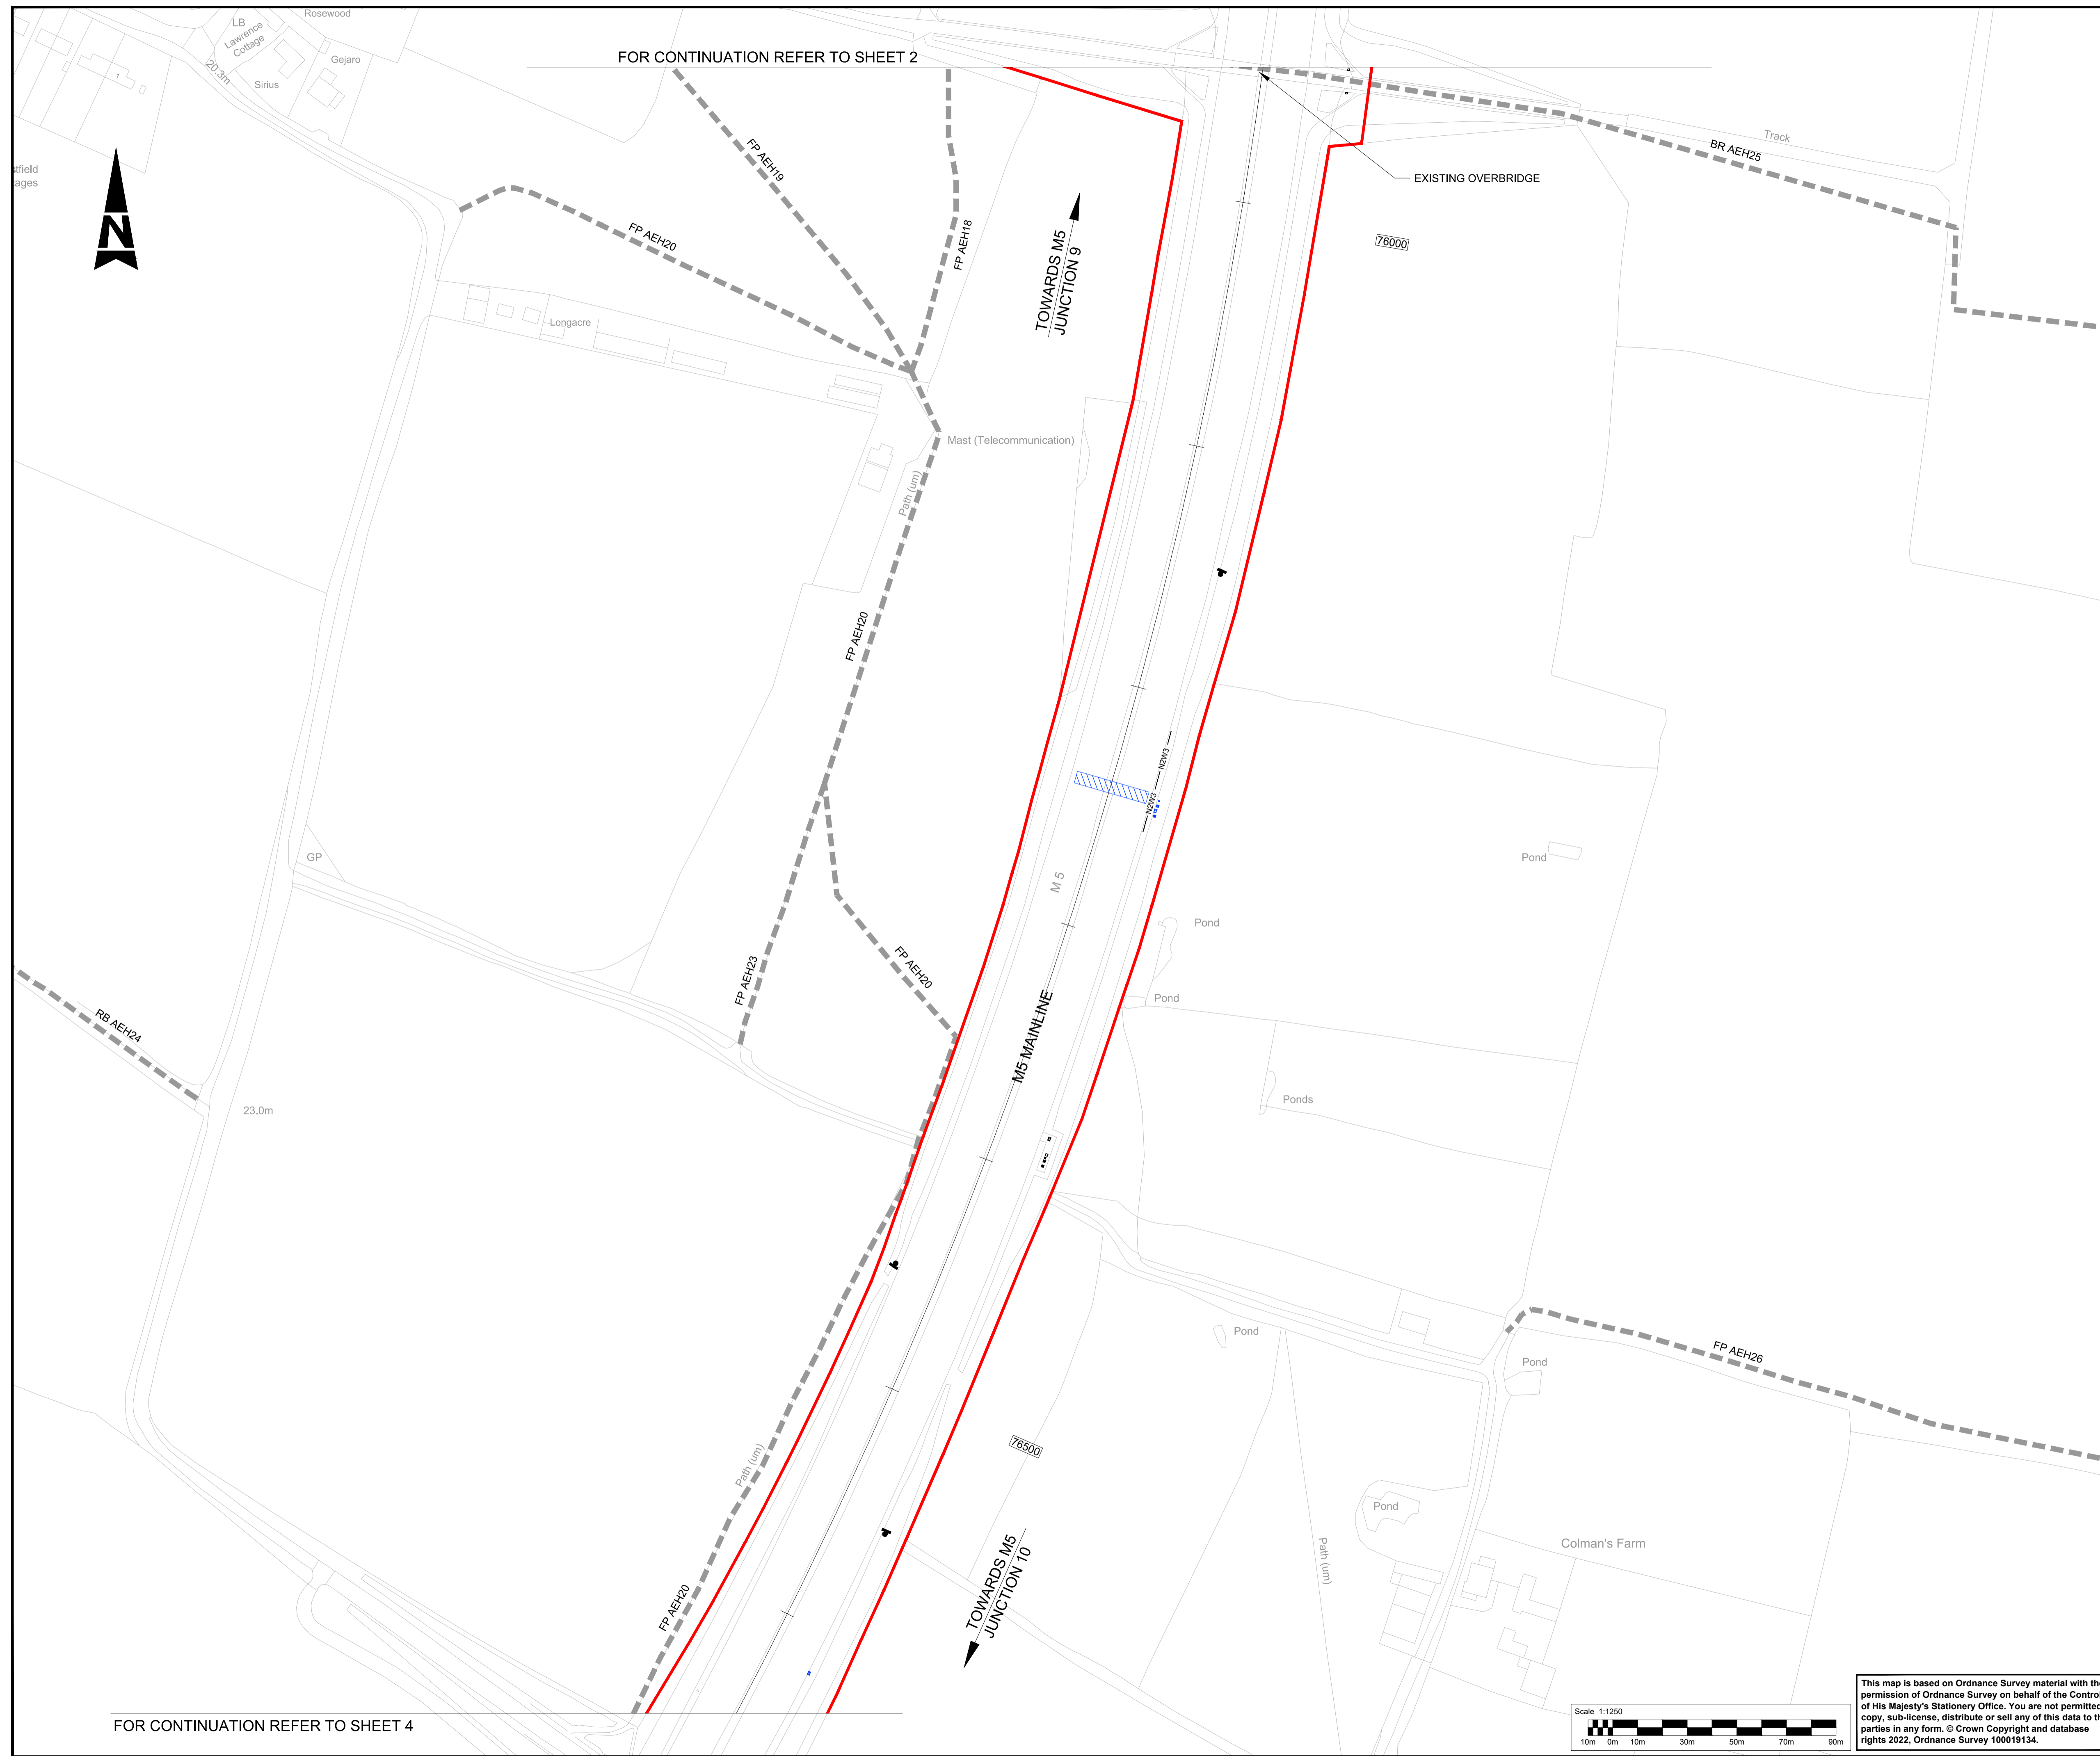 Rosewood
LB
Lawrence
Cottage
Gejaro
20.3m
Sirius
1
FOR CONTINUATION REFER TO SHEET 2
N
FP AEH19
FP AEH20
FP AEH18
TOWARDS M5
JUNCTION 9
EXISTING OVERBRIDGE
BR AEH25
Track
76000
Longacre
Mast (Telecommunication)
Path (um)
FP AEH20
N2W3
N2W3
GP
M 5
Pond
Pond
Pond
FP AEH20
FP AEH23
RB AEH24
M5 MAINLINE
23.0m
Ponds
Pond
Pond
FP AEH26
76500
Path (um)
Pond
Path (um)
Colman's Farm
TOWARDS M5
JUNCTION 10
FP AEH20
FOR CONTINUATION REFER TO SHEET 4
Scale 1:1250
10m 0m 10m 30m 50m 70m 90m
This map is based on Ordnance Survey material with
permission of Ordnance Survey on behalf of the
of His Majesty's Stationery Office. You are not
copy, sub-license, distribute or sell any of this data to
parties in any form. © Crown Copyright and database
rights 2022, Ordnance Survey 100019134.